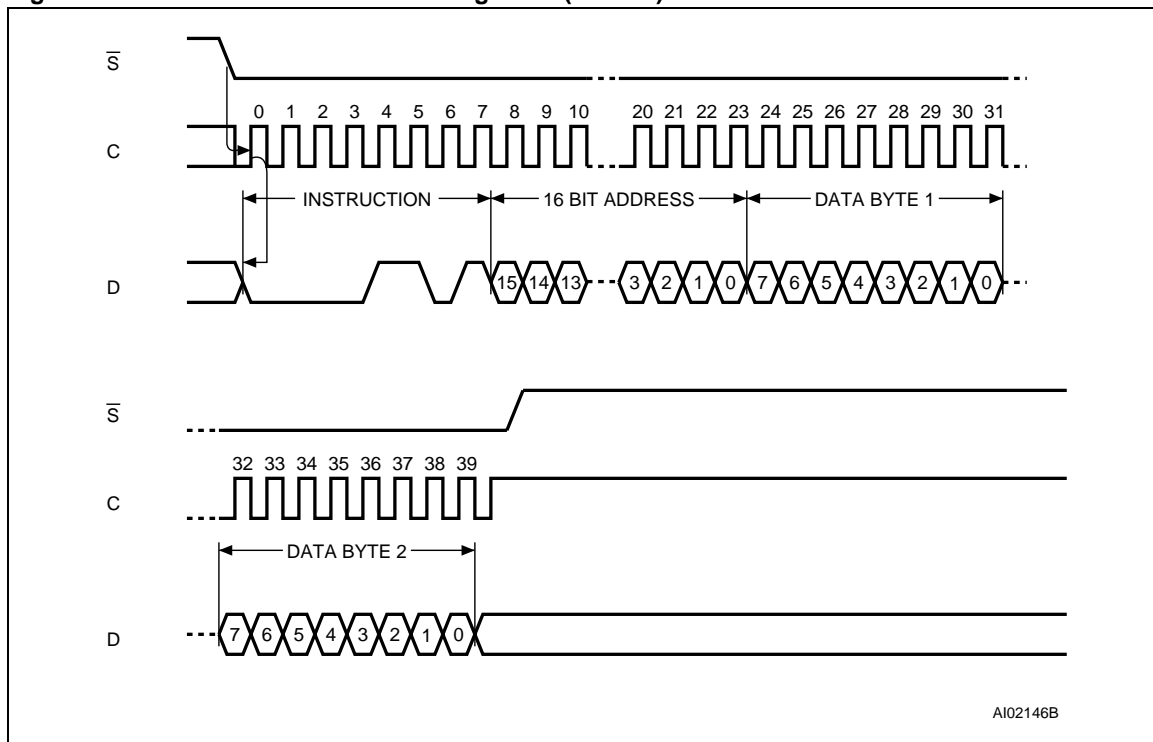 S
0 1 2 3 4 5 6 7 8 9 10 20 21 22 23 24 25 26 27 28 29 30 31
C
INSTRUCTION 16 BIT ADDRESS DATA BYTE 1
D 15 14 13 3 2 1 0 7 6 5 4 3 2 1 0
S
32 33 34 35 36 37 38 39
C
DATA BYTE 2
D 7 6 5 4 3 2 1 0
AI02146B